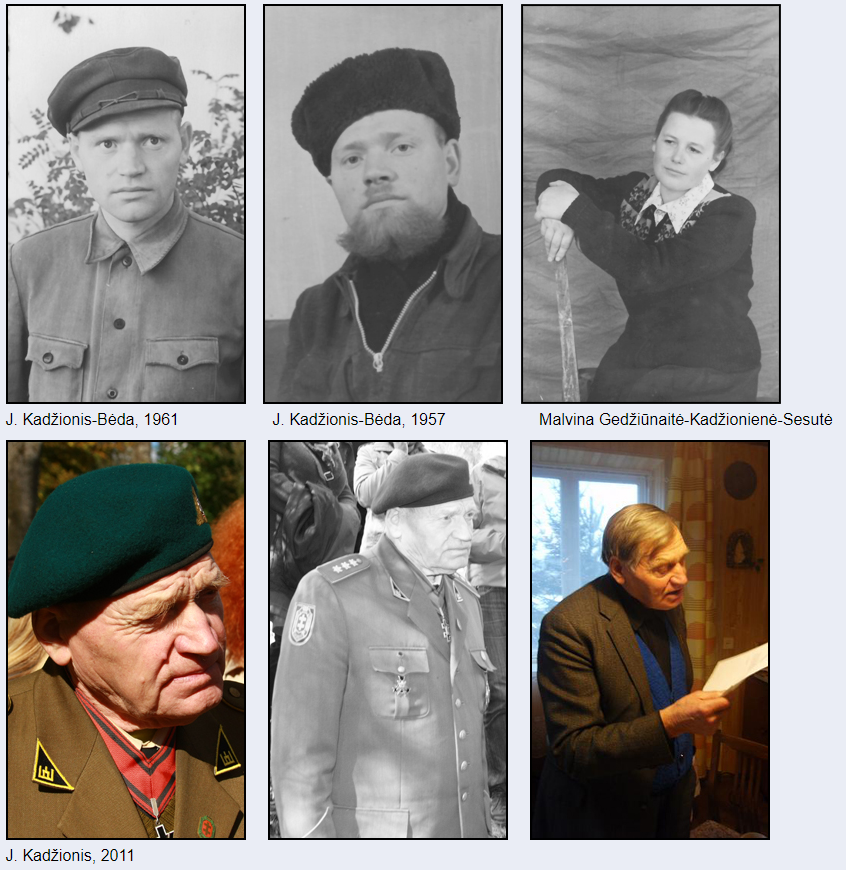 J. Kadžionis-Bėda, 1961
J. Kadžionis-Bėda, 1957
Malvina Gedžiūnaitė-Kadžionienė-Sesutė
J. Kadžionis, 2011